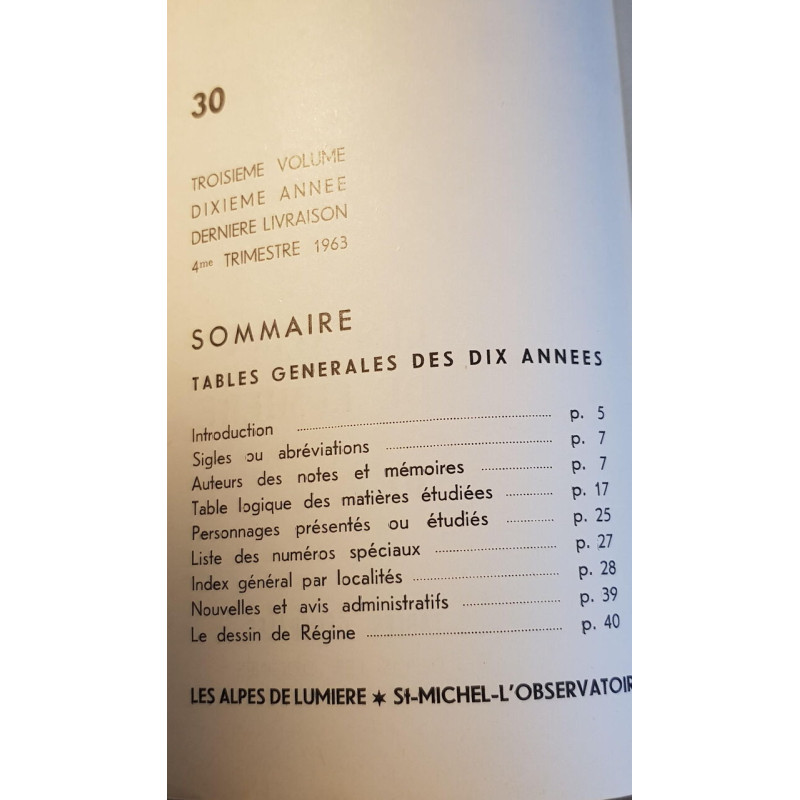 30
TROISIEME VOLUME
DIXIEME ANNEE
DERNIERE LIVRAISON
4me TRIMESTRE 1963
SOMMAIRE
TABLES GENERALES DES DIX ANNEES
Introduction ........ p. 5
Sigles ou abréviations ........ p. 7
Auteurs des notes et mémoires ........ p. 7
Table logique des matières étudiées ........ p. 17
Personnages présentés ou étudiés ........ p. 25
Liste des numéros spéciaux ........ p. 27
Index général par localités ........ p. 28
Nouvelles et avis administratifs ........ p. 39
Le dessin de Régine ........ p. 40
LES ALPES DE LUMIERE ✶ St-MICHEL-L'OBSERVATOIR